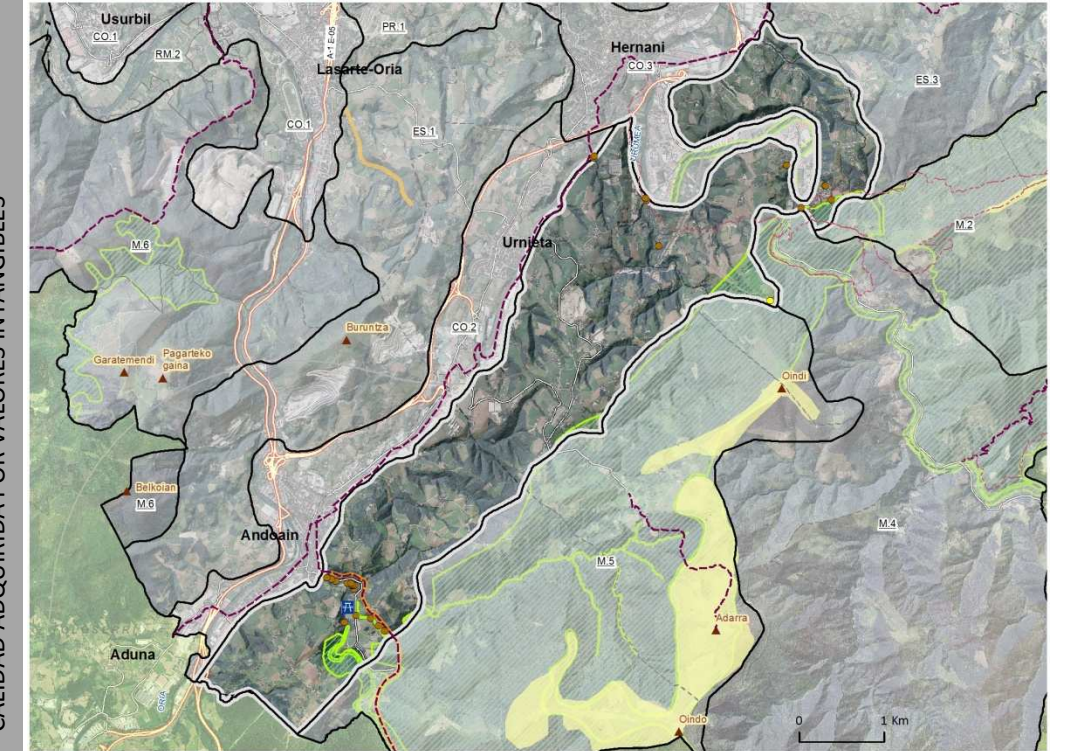 CALIDAD ADQUIRIDA POR VALORES INTANGIBLES
Usurbil
CO.1
RM.2
A-1 E-05
PR.1
Lasarte-Oria
Hernani
CO.3
ES.3
CO.1
ES.1
URUMEA
M.6
Urnieta
M.2
Buruntza
CO.2
Garatemendi
Pagarteko
gaina
Oindi
Belkoian
M.6
Andoain
M.4
M.5
Adarra
Aduna
ORIA
Oindo
0 1 Km